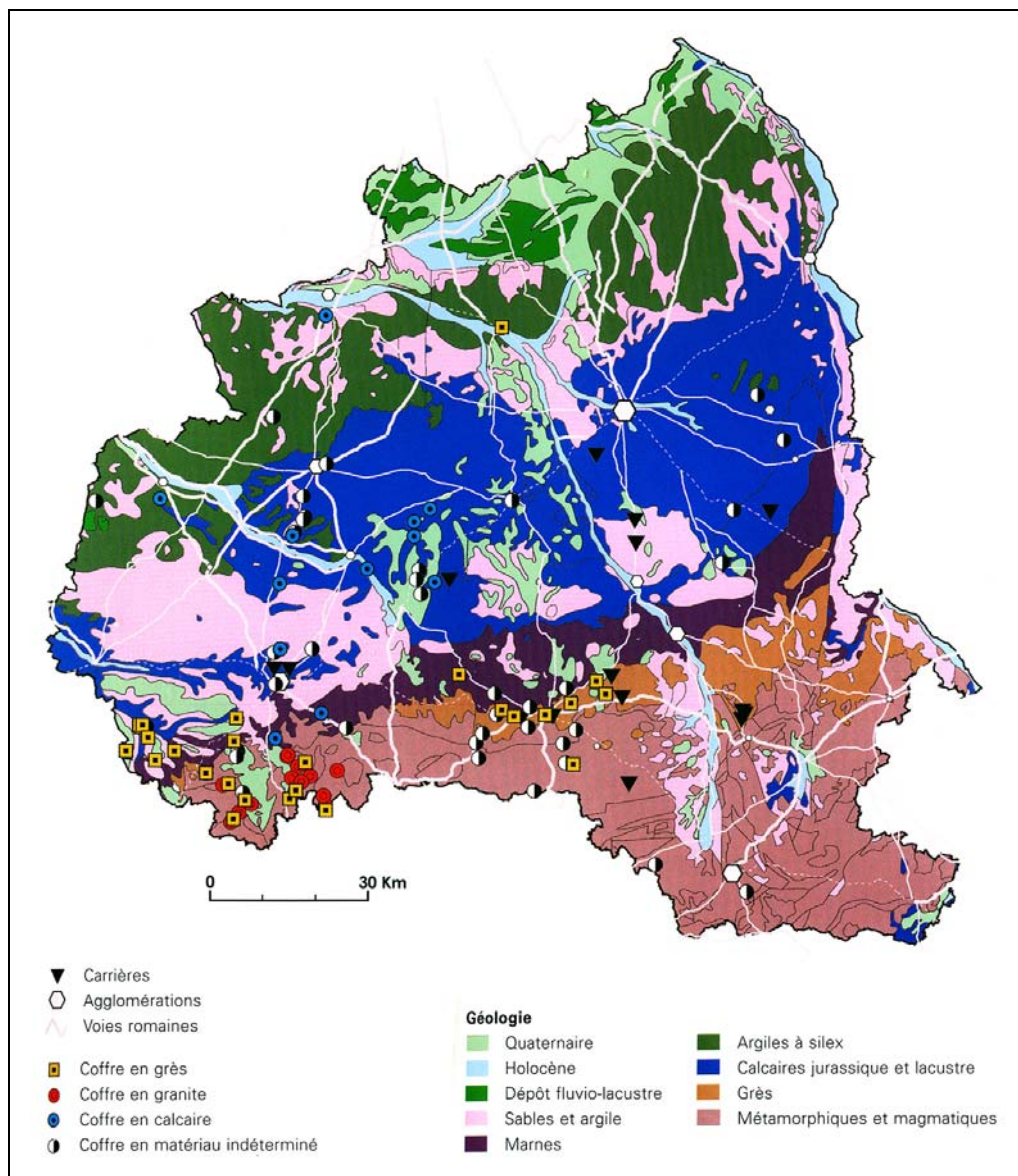 0 30 Km
Carrières
Agglomérations
Voies romaines
Coffre en grès
Coffre en granite
Coffre en calcaire
Coffre en matériau indéterminé
Géologie
Quaternaire
Holocène
Dépôt fluvio-lacustre
Sables et argile
Marnes
Argiles à silex
Calcaires jurassique et lacustre
Grès
Métamorphiques et magmatiques